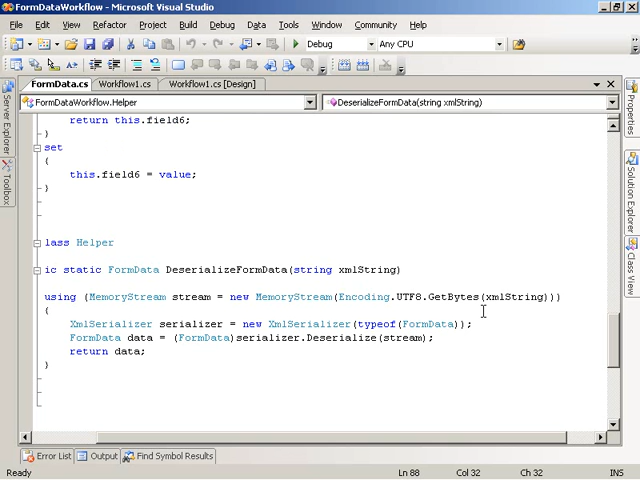 FormDataWorkflow - Microsoft Visual Studio
File Edit View Refactor Project Build Debug Data Tools Window Community Help
Debug Any CPU
FormData.cs Workflow1.cs Workflow1.cs [Design]
FormDataWorkflow.Helper DeserializeFormData(string xmlString)
return this.field6;
}
set
{
this.field6 = value;
}
lass Helper
ic static FormData DeserializeFormData(string xmlString)
using (MemoryStream stream = new MemoryStream(Encoding.UTF8.GetBytes(xmlString)))
{
XmlSerializer serializer = new XmlSerializer(typeof(FormData));
FormData data = (FormData)serializer.Deserialize(stream);
return data;
}
Server Explorer
Toolbox
Properties
Solution Explorer
Class View
Error List Output Find Symbol Results
Ready Ln 88 Col 32 Ch 32 INS